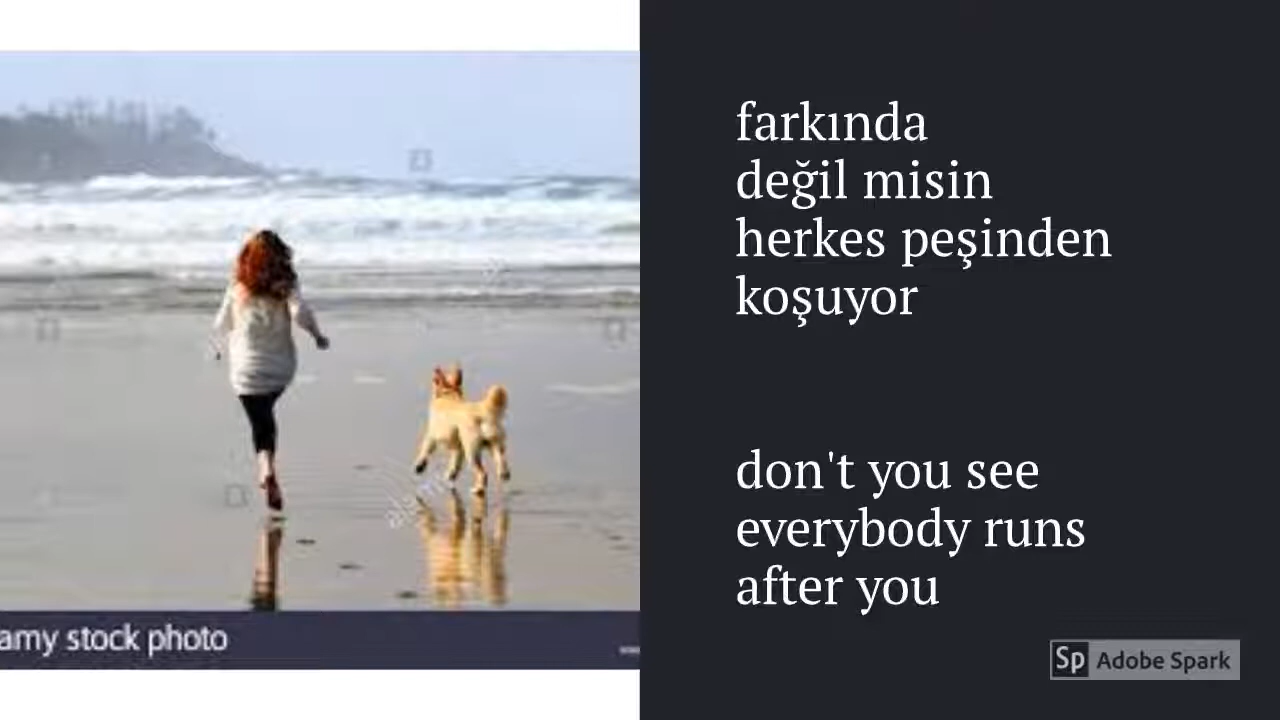 farkında
değil misin
herkes peşinden
koşuyor
don't you see
everybody runs
after you
amy stock photo
Sp Adobe Spark